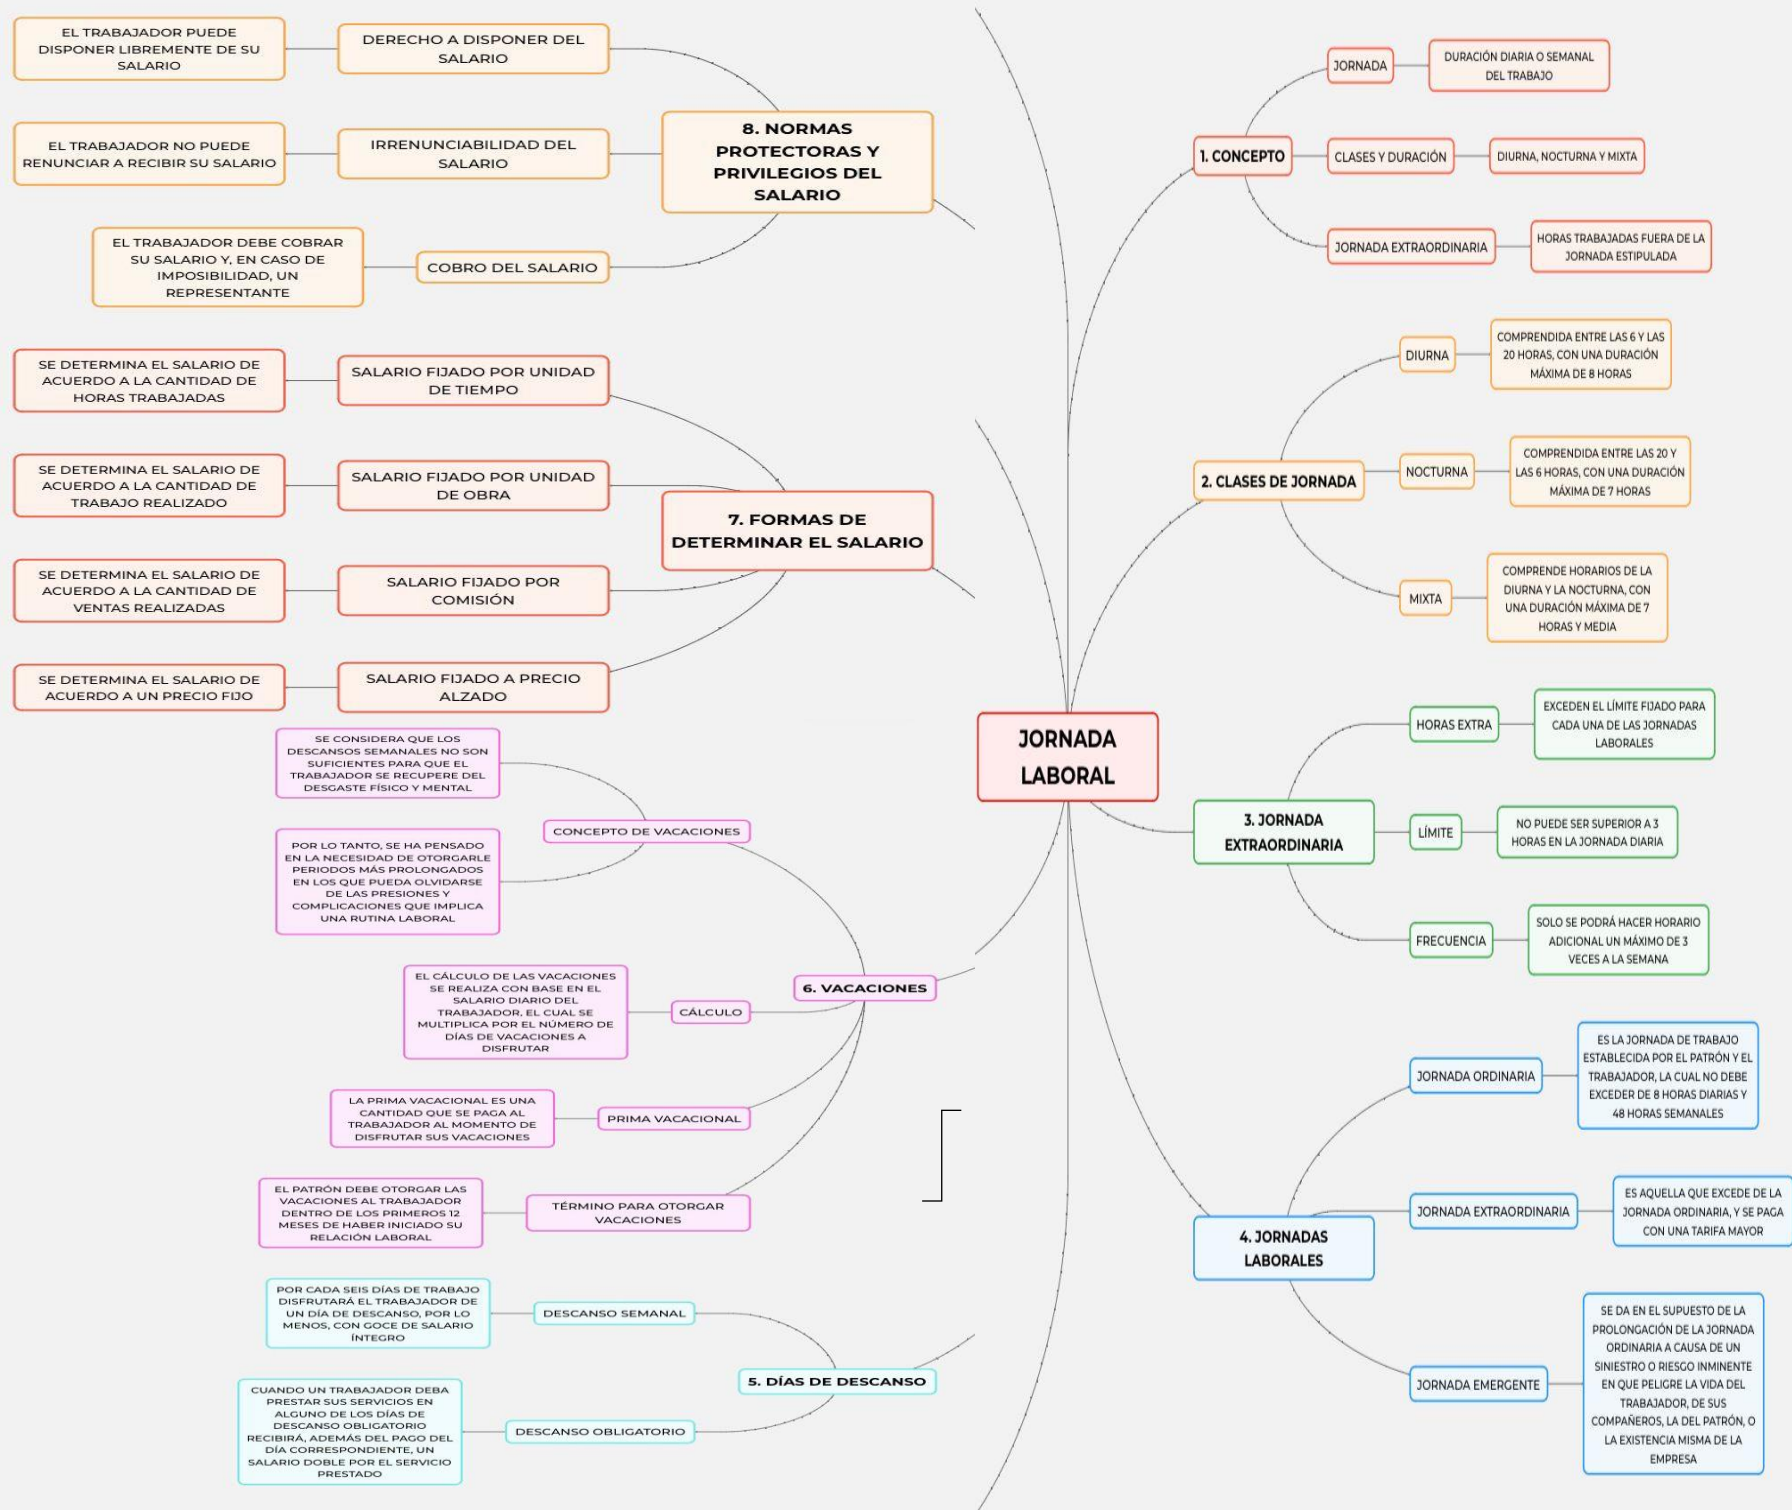 JORNADA
LABORAL
1. CONCEPTO
JORNADA
DURACIÓN DIARIA O SEMANAL
DEL TRABAJO
CLASES Y DURACIÓN
DIURNA, NOCTURNA Y MIXTA
JORNADA EXTRAORDINARIA
HORAS TRABAJADAS FUERA DE LA
JORNADA ESTIPULADA
2. CLASES DE JORNADA
DIURNA
COMPRENDIDA ENTRE LAS 6 Y LAS
20 HORAS, CON UNA DURACIÓN
MÁXIMA DE 8 HORAS
NOCTURNA
COMPRENDIDA ENTRE LAS 20 Y
LAS 6 HORAS, CON UNA DURACIÓN
MÁXIMA DE 7 HORAS
MIXTA
COMPRENDE HORARIOS DE LA
DIURNA Y LA NOCTURNA, CON
UNA DURACIÓN MÁXIMA DE 7
HORAS Y MEDIA
3. JORNADA
EXTRAORDINARIA
HORAS EXTRA
EXCEDEN EL LÍMITE FIJADO PARA
CADA UNA DE LAS JORNADAS
LABORALES
LÍMITE
NO PUEDE SER SUPERIOR A 3
HORAS EN LA JORNADA DIARIA
FRECUENCIA
SOLO SE PODRÁ HACER HORARIO
ADICIONAL UN MÁXIMO DE 3
VECES A LA SEMANA
4. JORNADAS
LABORALES
JORNADA ORDINARIA
ES LA JORNADA DE TRABAJO
ESTABLECIDA POR EL PATRÓN Y EL
TRABAJADOR, LA CUAL NO DEBE
EXCEDER DE 8 HORAS DIARIAS Y
48 HORAS SEMANALES
JORNADA EXTRAORDINARIA
ES AQUELLA QUE EXCEDE DE LA
JORNADA ORDINARIA, Y SE PAGA
CON UNA TARIFA MAYOR
JORNADA EMERGENTE
SE DA EN EL SUPUESTO DE LA
PROLONGACIÓN DE LA JORNADA
ORDINARIA A CAUSA DE UN
SINIESTRO O RIESGO INMINENTE
EN QUE PELIGRE LA VIDA DEL
TRABAJADOR, DE SUS
COMPAÑEROS, LA DEL PATRÓN, O
LA EXISTENCIA MISMA DE LA
EMPRESA
5. DÍAS DE DESCANSO
DESCANSO SEMANAL
POR CADA SEIS DÍAS DE TRABAJO
DISFRUTARÁ EL TRABAJADOR DE
UN DÍA DE DESCANSO, POR LO
MENOS, CON GOCE DE SALARIO
ÍNTEGRO
DESCANSO OBLIGATORIO
CUANDO UN TRABAJADOR DEBA
PRESTAR SUS SERVICIOS EN
ALGUNO DE LOS DÍAS DE
DESCANSO OBLIGATORIO
RECIBIRÁ, ADEMÁS DEL PAGO DEL
DÍA CORRESPONDIENTE, UN
SALARIO DOBLE POR EL SERVICIO
PRESTADO
6. VACACIONES
CONCEPTO DE VACACIONES
SE CONSIDERA QUE LOS
DESCANSOS SEMANALES NO SON
SUFICIENTES PARA QUE EL
TRABAJADOR SE RECUPERE DEL
DESGASTE FÍSICO Y MENTAL
POR LO TANTO, SE HA PENSADO
EN LA NECESIDAD DE OTORGARLE
PERIODOS MÁS PROLONGADOS
EN LOS QUE PUEDA OLVIDARSE
DE LAS PRESIONES Y
COMPLICACIONES QUE IMPLICA
UNA RUTINA LABORAL
CÁLCULO
EL CÁLCULO DE LAS VACACIONES
SE REALIZA CON BASE EN EL
SALARIO DIARIO DEL
TRABAJADOR, EL CUAL SE
MULTIPLICA POR EL NÚMERO DE
DÍAS DE VACACIONES A
DISFRUTAR
PRIMA VACACIONAL
LA PRIMA VACACIONAL ES UNA
CANTIDAD QUE SE PAGA AL
TRABAJADOR AL MOMENTO DE
DISFRUTAR SUS VACACIONES
TÉRMINO PARA OTORGAR
VACACIONES
EL PATRÓN DEBE OTORGAR LAS
VACACIONES AL TRABAJADOR
DENTRO DE LOS PRIMEROS 12
MESES DE HABER INICIADO SU
RELACIÓN LABORAL
7. FORMAS DE
DETERMINAR EL SALARIO
SALARIO FIJADO POR UNIDAD
DE TIEMPO
SE DETERMINA EL SALARIO DE
ACUERDO A LA CANTIDAD DE
HORAS TRABAJADAS
SALARIO FIJADO POR UNIDAD
DE OBRA
SE DETERMINA EL SALARIO DE
ACUERDO A LA CANTIDAD DE
TRABAJO REALIZADO
SALARIO FIJADO POR
COMISIÓN
SE DETERMINA EL SALARIO DE
ACUERDO A LA CANTIDAD DE
VENTAS REALIZADAS
SALARIO FIJADO A PRECIO
ALZADO
SE DETERMINA EL SALARIO DE
ACUERDO A UN PRECIO FIJO
8. NORMAS
PROTECTORAS Y
PRIVILEGIOS DEL
SALARIO
DERECHO A DISPONER DEL
SALARIO
EL TRABAJADOR PUEDE
DISPONER LIBREMENTE DE SU
SALARIO
IRRENUNCIABILIDAD DEL
SALARIO
EL TRABAJADOR NO PUEDE
RENUNCIAR A RECIBIR SU SALARIO
COBRO DEL SALARIO
EL TRABAJADOR DEBE COBRAR
SU SALARIO Y, EN CASO DE
IMPOSIBILIDAD, UN
REPRESENTANTE